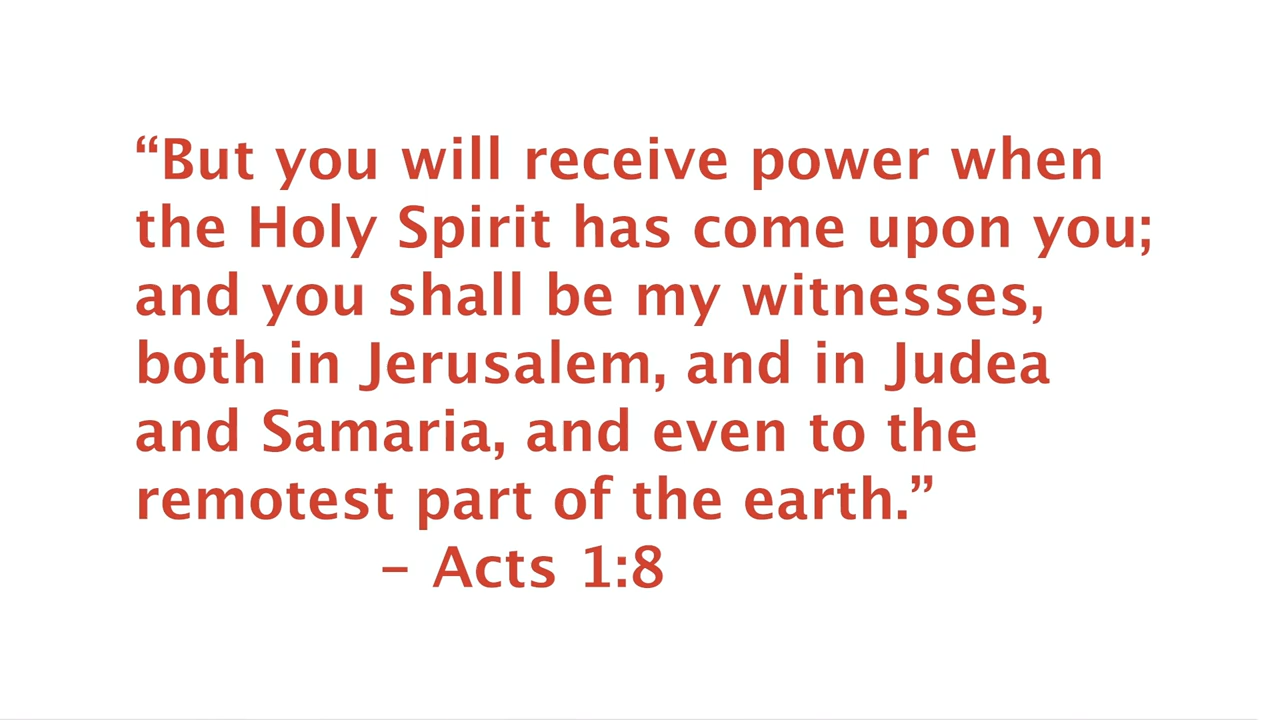 “But you will receive power when
the Holy Spirit has come upon you;
and you shall be my witnesses,
both in Jerusalem, and in Judea
and Samaria, and even to the
remotest part of the earth.”
– Acts 1:8